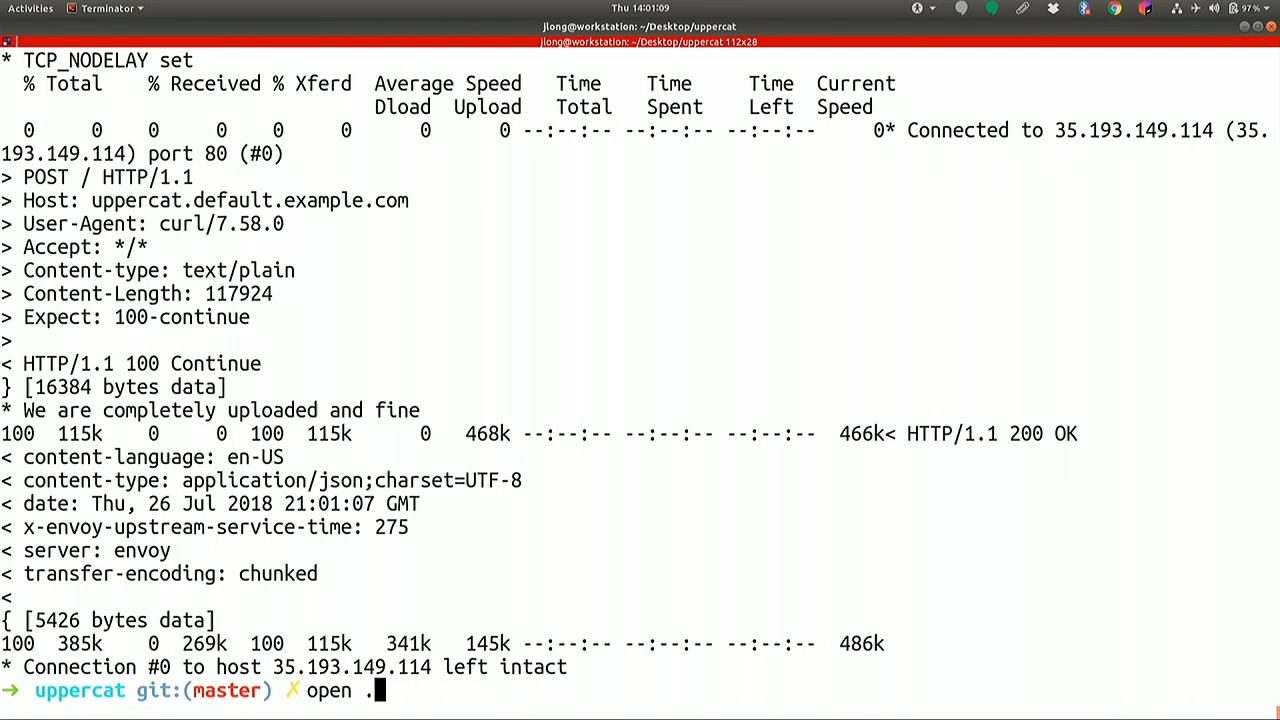 Activities Terminator Thu 14:01:09 97 %
jlong@workstation: ~/Desktop/uppercat
jlong@workstation: ~/Desktop/uppercat 112x28
* TCP_NODELAY set
% Total % Received % Xferd Average Speed Time Time Time Current
Dload Upload Total Spent Left Speed
0 0 0 0 0 0 0 0 --:--:-- --:--:-- --:--:-- 0* Connected to 35.193.149.114 (35.
193.149.114) port 80 (#0)
> POST / HTTP/1.1
> Host: uppercat.default.example.com
> User-Agent: curl/7.58.0
> Accept: */*
> Content-type: text/plain
> Content-Length: 117924
> Expect: 100-continue
>
< HTTP/1.1 100 Continue
} [16384 bytes data]
* We are completely uploaded and fine
100 115k 0 0 100 115k 0 468k --:--:-- --:--:-- --:--:-- 466k< HTTP/1.1 200 OK
< content-language: en-US
< content-type: application/json;charset=UTF-8
< date: Thu, 26 Jul 2018 21:01:07 GMT
< x-envoy-upstream-service-time: 275
< server: envoy
< transfer-encoding: chunked
<
{ [5426 bytes data]
100 385k 0 269k 100 115k 341k 145k --:--:-- --:--:-- --:--:-- 486k
* Connection #0 to host 35.193.149.114 left intact
→ uppercat git:(master) ✗ open .